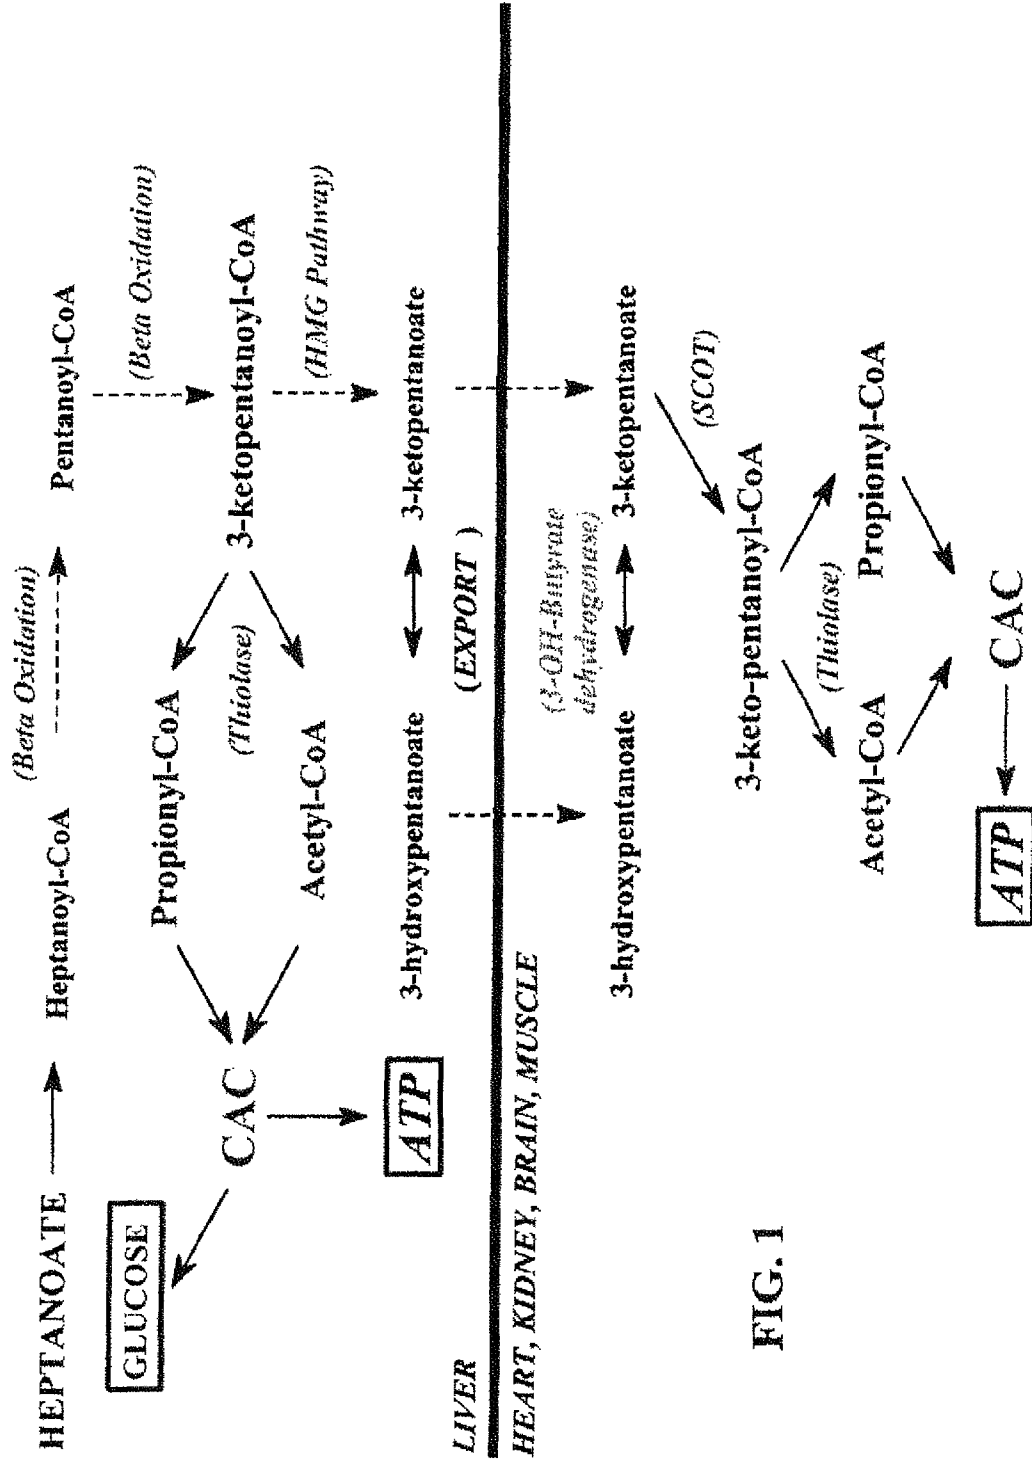 (Beta Oxidation)
HEPTANOATE
Heptanoyl-CoA
Pentanoyl-CoA
(Beta Oxidation)
GLUCOSE
Propionyl-CoA
CAC
(Thiolase)
3-ketopentanoyl-CoA
Acetyl-CoA
(HMG Pathway)
ATP
3-hydroxypentanoate
3-ketopentanoate
LIVER
(EXPORT )
HEART, KIDNEY, BRAIN, MUSCLE
(3-OH-Butyrate
dehydrogenase)
3-hydroxypentanoate
3-ketopentanoate
(SCOT)
3-keto-pentanoyl-CoA
(Thiolase)
Acetyl-CoA
Propionyl-CoA
ATP
CAC
FIG. 1